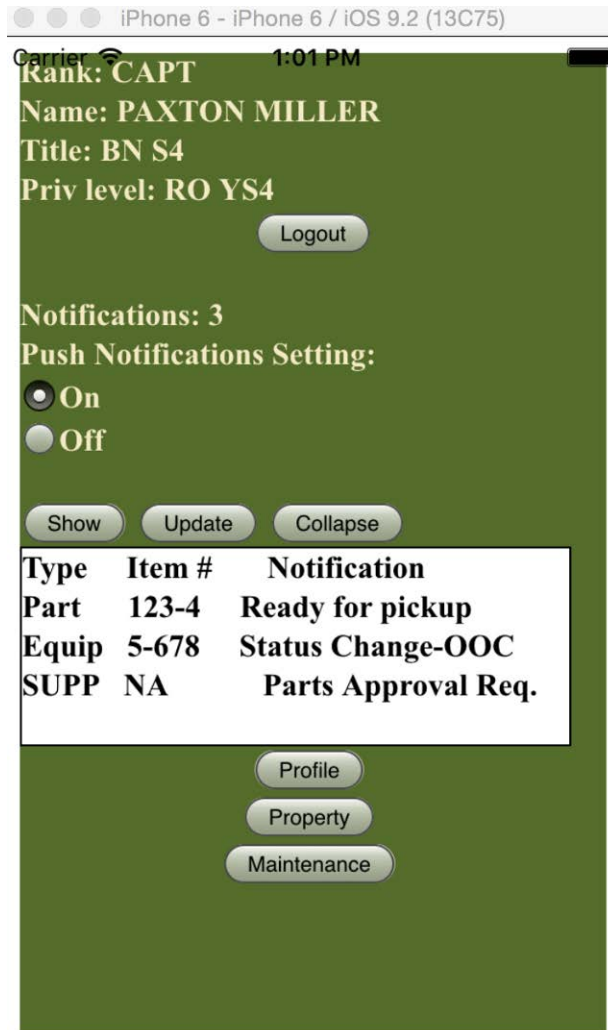 iPhone 6 - iPhone 6 / iOS 9.2 (13C75)
Carrier 1:01 PM
Rank: CAPT
Name: PAXTON MILLER
Title: BN S4
Priv level: RO YS4
Logout
Notifications: 3
Push Notifications Setting:
On
Off
Show Update Collapse
Type Item # Notification
Part 123-4 Ready for pickup
Equip 5-678 Status Change-OOC
SUPP NA Parts Approval Req.
Profile
Property
Maintenance